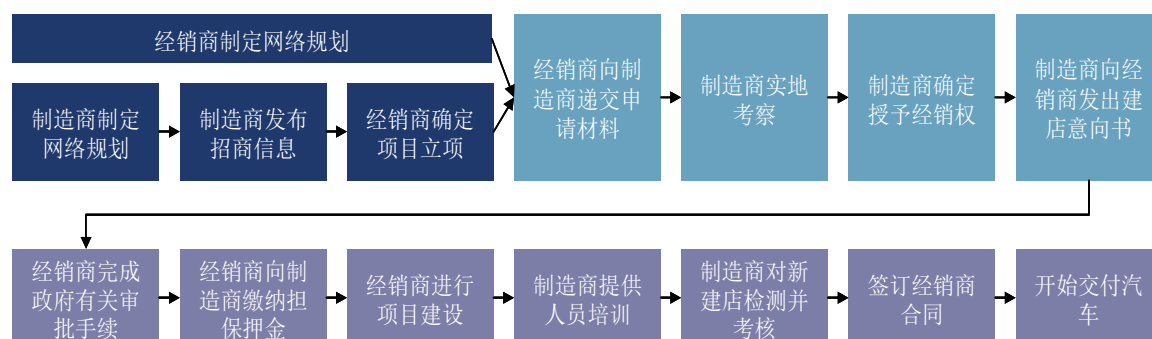 经销商制定网络规划
制造商制定
网络规划
制造商发布
招商信息
经销商确定
项目立项
经销商向制
造商递交申
请材料
制造商实地
考察
制造商确定
授予经销权
制造商向经
销商发出建
店意向书
经销商完成
政府有关审
批手续
经销商向制
造商缴纳担
保押金
经销商进行
项目建设
制造商提供
人员培训
制造商对新
建店检测并
考核
签订经销商
合同
开始交付汽
车